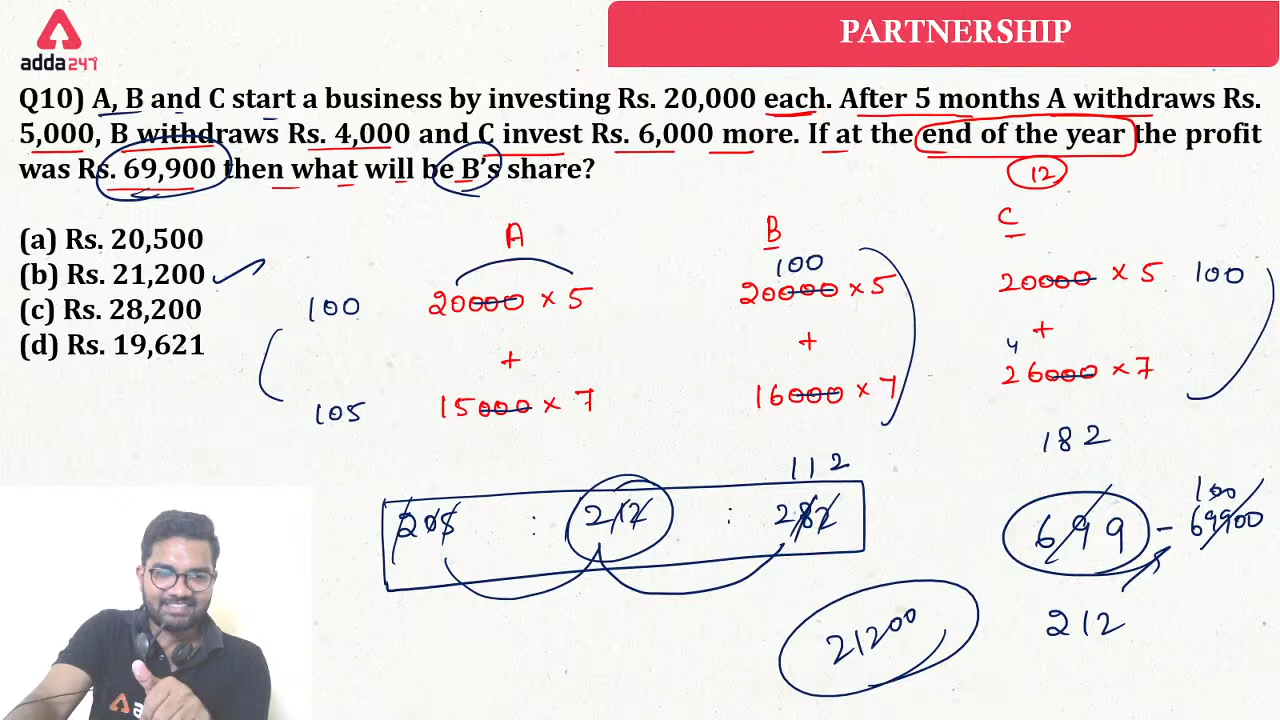 PARTNERSHIP
adda247
Q10) A, B and C start a business by investing Rs. 20,000 each. After 5 months A withdraws Rs.
5,000, B withdraws Rs. 4,000 and C invest Rs. 6,000 more. If at the end of the year the profit
was Rs. 69,900 then what will be B's share?
12
(a) Rs. 20,500
(b) Rs. 21,200
(c) Rs. 28,200
(d) Rs. 19,621
A
B
C
100
100 20000 × 5
20000 × 5
20000 × 5 100
+
+
+
4
105 15000 × 7
16000 × 7
26000 × 7
112
182
205 : 212 : 282
100
699 - 69900
212
21200
adda